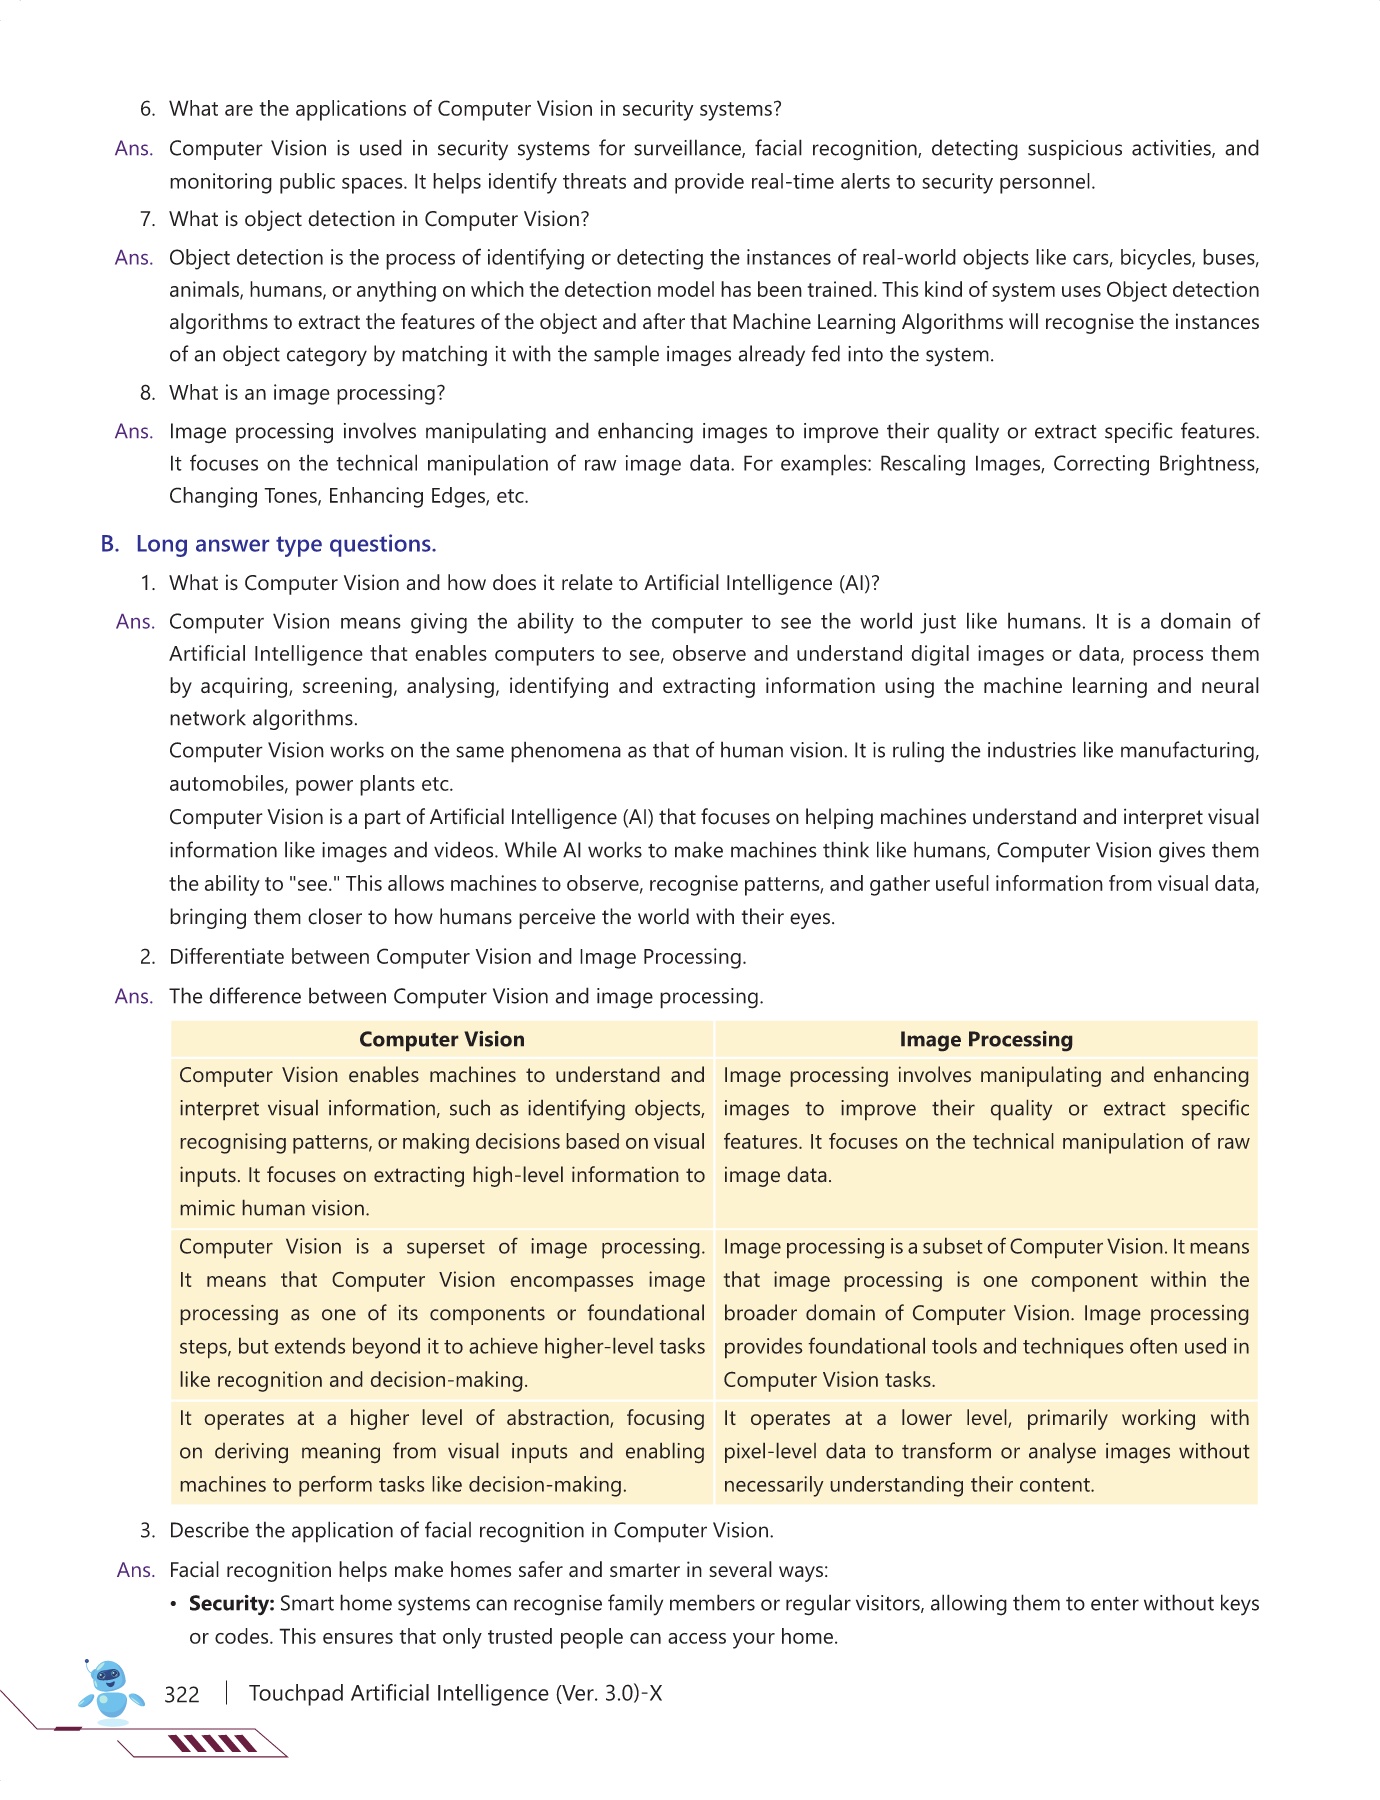 6. What are the applications of Computer Vision in security systems?
Ans. Computer Vision is used in security systems for surveillance, facial recognition, detecting suspicious activities, and
monitoring public spaces. It helps identify threats and provide real-time alerts to security personnel.
7. What is object detection in Computer Vision?
Ans. Object detection is the process of identifying or detecting the instances of real-world objects like cars, bicycles, buses,
animals, humans, or anything on which the detection model has been trained. This kind of system uses Object detection
algorithms to extract the features of the object and after that Machine Learning Algorithms will recognise the instances
of an object category by matching it with the sample images already fed into the system.
8. What is an image processing?
Ans. Image processing involves manipulating and enhancing images to improve their quality or extract specific features.
It focuses on the technical manipulation of raw image data. For examples: Rescaling Images, Correcting Brightness,
Changing Tones, Enhancing Edges, etc.
B. Long answer type questions.
1. What is Computer Vision and how does it relate to Artificial Intelligence (AI)?
Ans. Computer Vision means giving the ability to the computer to see the world just like humans. It is a domain of
Artificial Intelligence that enables computers to see, observe and understand digital images or data, process them
by acquiring, screening, analysing, identifying and extracting information using the machine learning and neural
network algorithms.
Computer Vision works on the same phenomena as that of human vision. It is ruling the industries like manufacturing,
automobiles, power plants etc.
Computer Vision is a part of Artificial Intelligence (AI) that focuses on helping machines understand and interpret visual
information like images and videos. While AI works to make machines think like humans, Computer Vision gives them
the ability to "see." This allows machines to observe, recognise patterns, and gather useful information from visual data,
bringing them closer to how humans perceive the world with their eyes.
2. Differentiate between Computer Vision and Image Processing.
Ans. The difference between Computer Vision and image processing.
Computer Vision
Image Processing
Computer Vision enables machines to understand and
interpret visual information, such as identifying objects,
recognising patterns, or making decisions based on visual
inputs. It focuses on extracting high-level information to
mimic human vision.
Image processing involves manipulating and enhancing
images to improve their quality or extract specific
features. It focuses on the technical manipulation of raw
image data.
Computer Vision is a superset of image processing.
It means that Computer Vision encompasses image
processing as one of its components or foundational
steps, but extends beyond it to achieve higher-level tasks
like recognition and decision-making.
Image processing is a subset of Computer Vision. It means
that image processing is one component within the
broader domain of Computer Vision. Image processing
provides foundational tools and techniques often used in
Computer Vision tasks.
It operates at a higher level of abstraction, focusing
on deriving meaning from visual inputs and enabling
machines to perform tasks like decision-making.
It operates at a lower level, primarily working with
pixel-level data to transform or analyse images without
necessarily understanding their content.
3. Describe the application of facial recognition in Computer Vision.
Ans. Facial recognition helps make homes safer and smarter in several ways:
• Security: Smart home systems can recognise family members or regular visitors, allowing them to enter without keys
or codes. This ensures that only trusted people can access your home.
322 | Touchpad Artificial Intelligence (Ver. 3.0)-X